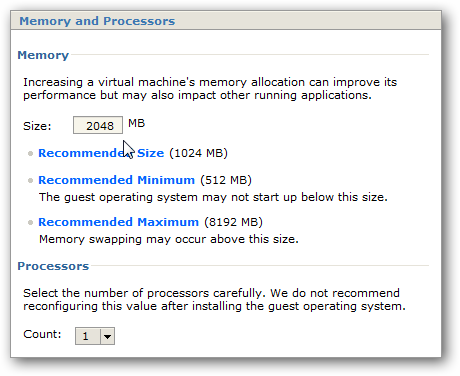 Memory and Processors
Memory
Increasing a virtual machine's memory allocation can improve its
performance but may also impact other running applications.
Size: 2048 MB
Recommended Size (1024 MB)
Recommended Minimum (512 MB)
The guest operating system may not start up below this size.
Recommended Maximum (8192 MB)
Memory swapping may occur above this size.
Processors
Select the number of processors carefully. We do not recommend
reconfiguring this value after installing the guest operating system.
Count: 1